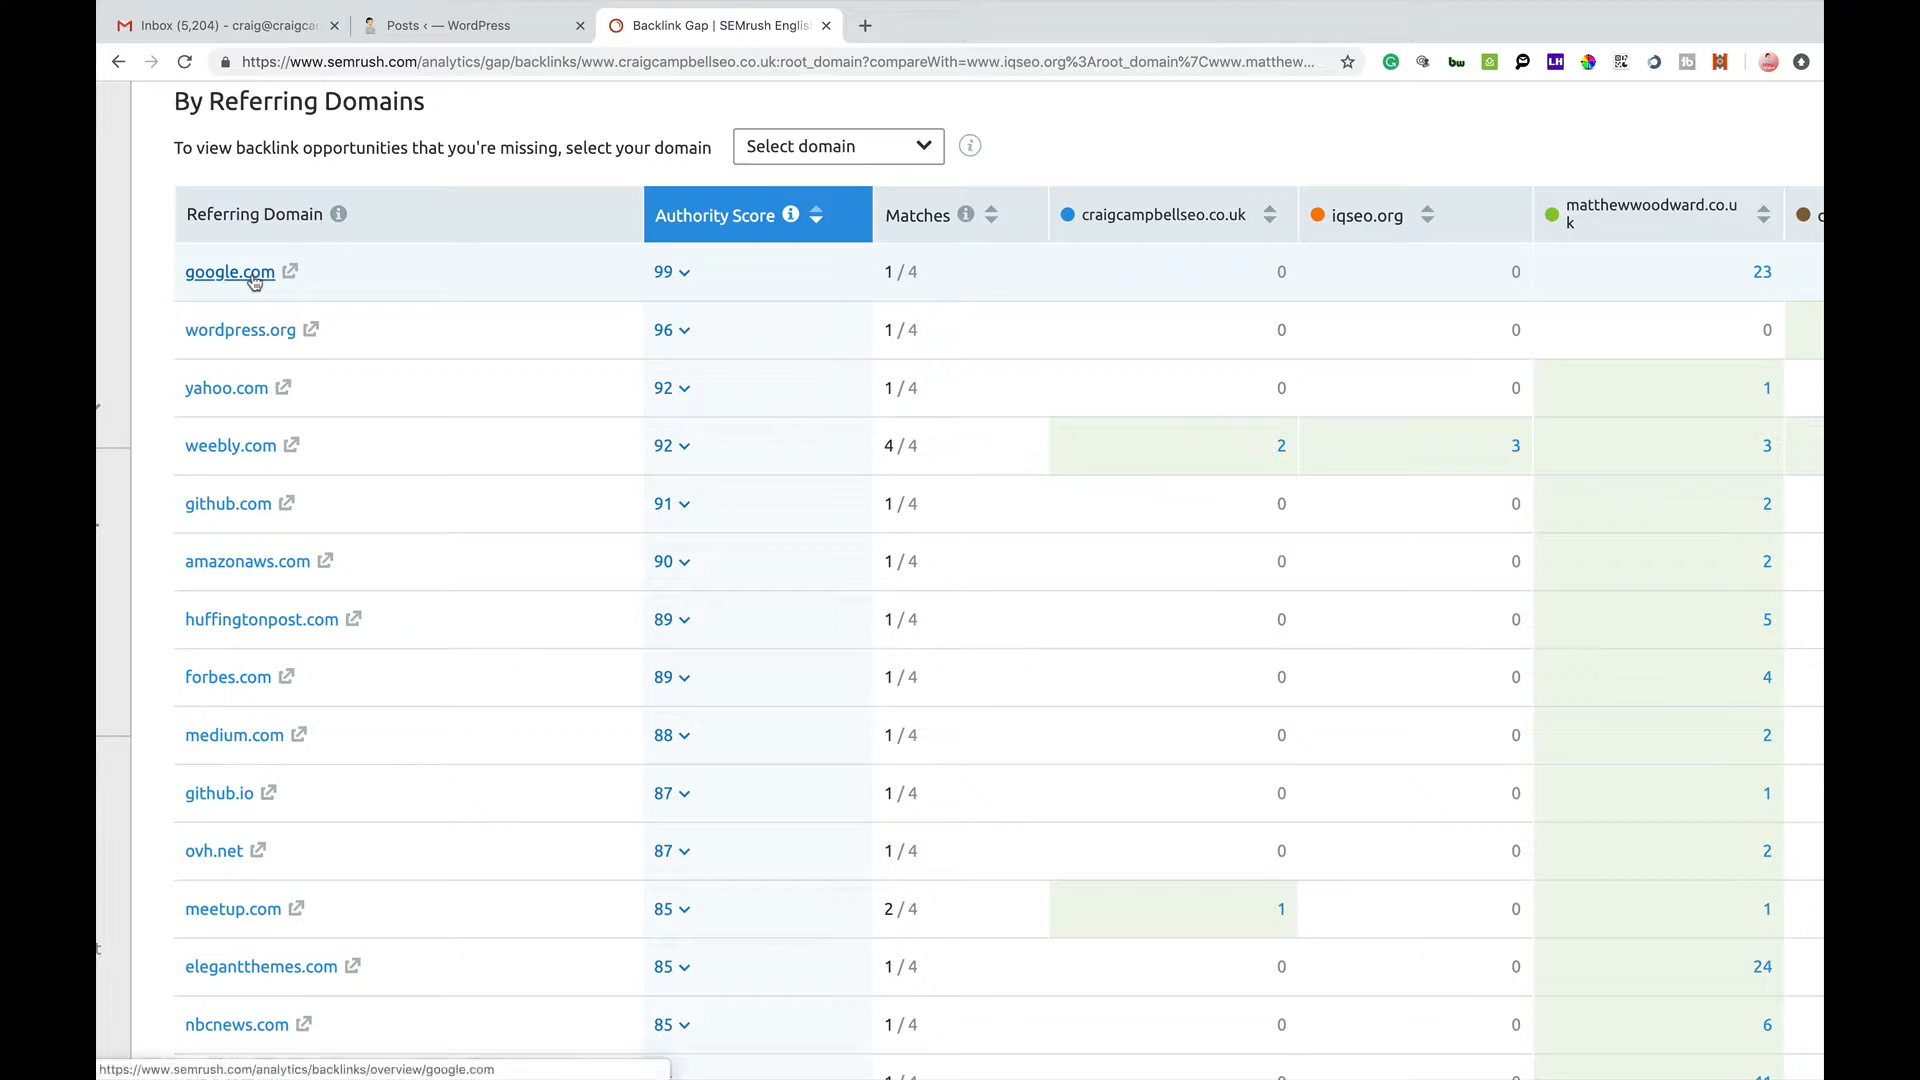 Inbox (5,204) - craig@craigcar
Posts ‹ — WordPress
Backlink Gap | SEMrush Englis
https://www.semrush.com/analytics/gap/backlinks/www.craigcampbellseo.co.uk:root_domain?compareWith=www.iqseo.org%3Aroot_domain%7Cwww.matthew...
bw
LH
tb
By Referring Domains
To view backlink opportunities that you're missing, select your domain
Select domain
Referring Domain
Authority Score
Matches
craigcampbellseo.co.uk
iqseo.org
matthewwoodward.co.u
k
google.com 99 1 / 4 0 0 23
wordpress.org 96 1 / 4 0 0 0
yahoo.com 92 1 / 4 0 0 1
weebly.com 92 4 / 4 2 3 3
github.com 91 1 / 4 0 0 2
amazonaws.com 90 1 / 4 0 0 2
huffingtonpost.com 89 1 / 4 0 0 5
forbes.com 89 1 / 4 0 0 4
medium.com 88 1 / 4 0 0 2
github.io 87 1 / 4 0 0 1
ovh.net 87 1 / 4 0 0 2
meetup.com 85 2 / 4 1 0 1
elegantthemes.com 85 1 / 4 0 0 24
nbcnews.com 85 1 / 4 0 0 6
https://www.semrush.com/analytics/backlinks/overview/google.com